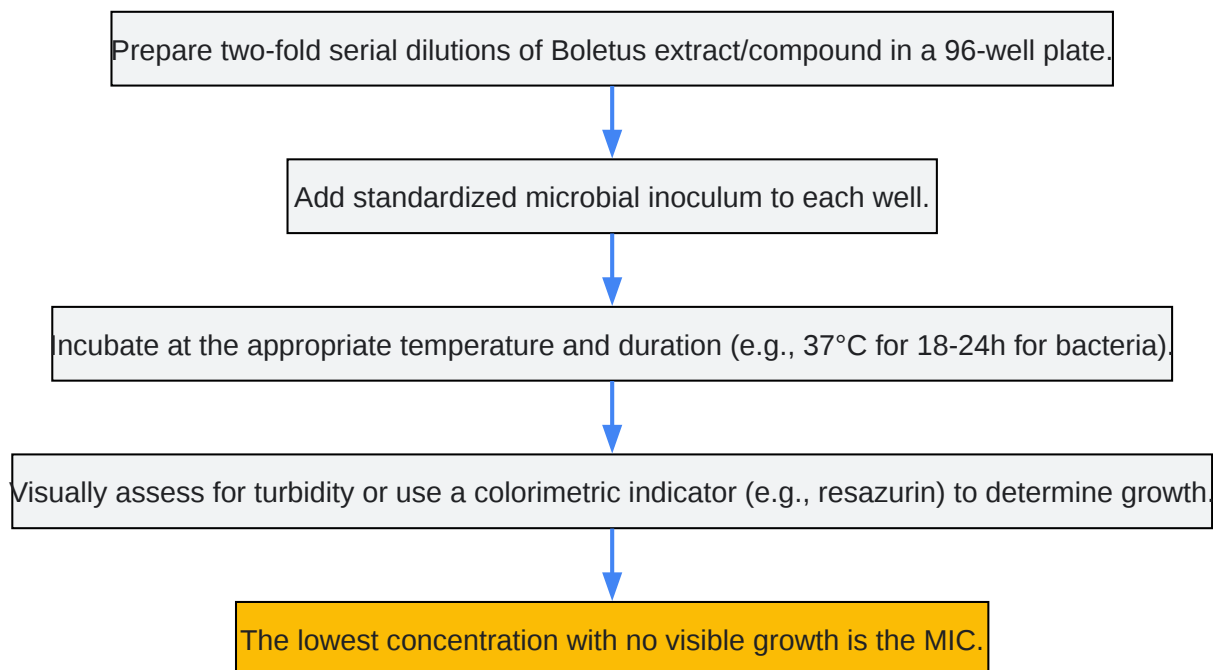 Prepare two-fold serial dilutions of Boletus extract/compound in a 96-well plate.
Add standardized microbial inoculum to each well.
Incubate at the appropriate temperature and duration (e.g., 37°C for 18-24h for bacteria).
Visually assess for turbidity or use a colorimetric indicator (e.g., resazurin) to determine growth.
The lowest concentration with no visible growth is the MIC.